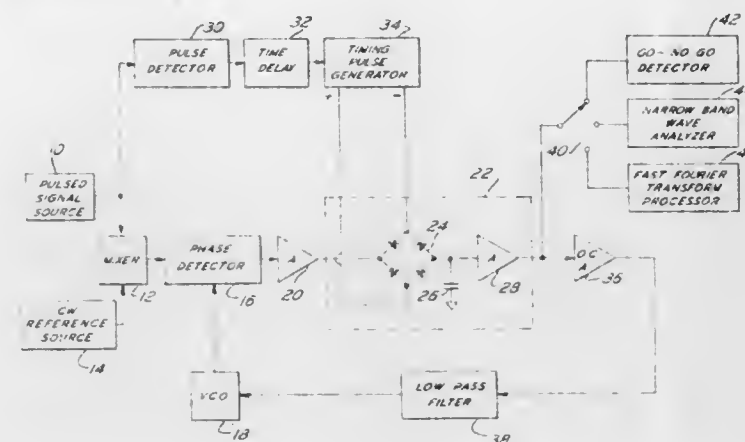 30
32
34
42
PULSE
DETECTOR
TIME
DELAY
TIMING
PULSE
GENERATOR
GO-NO GO
DETECTOR
+
-
4
NARROW BAND
WAVE
ANALYZER
40
4
FAST FOURIER
TRANSFORM
PROCESSOR
10
PULSED
SIGNAL
SOURCE
22
24
MIXER
12
PHASE
DETECTOR
16
A
20
26
A
28
DC
A
36
CW
REFERENCE
SOURCE
14
VCO
18
LOW PASS
FILTER
38